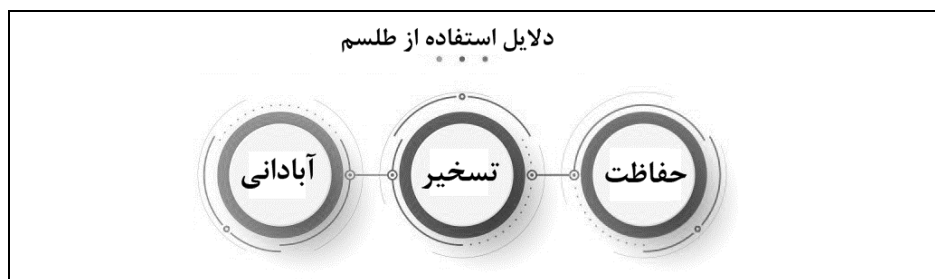 دلایل استفاده از طلسم
حفاظت
تسخیر
آبادانی